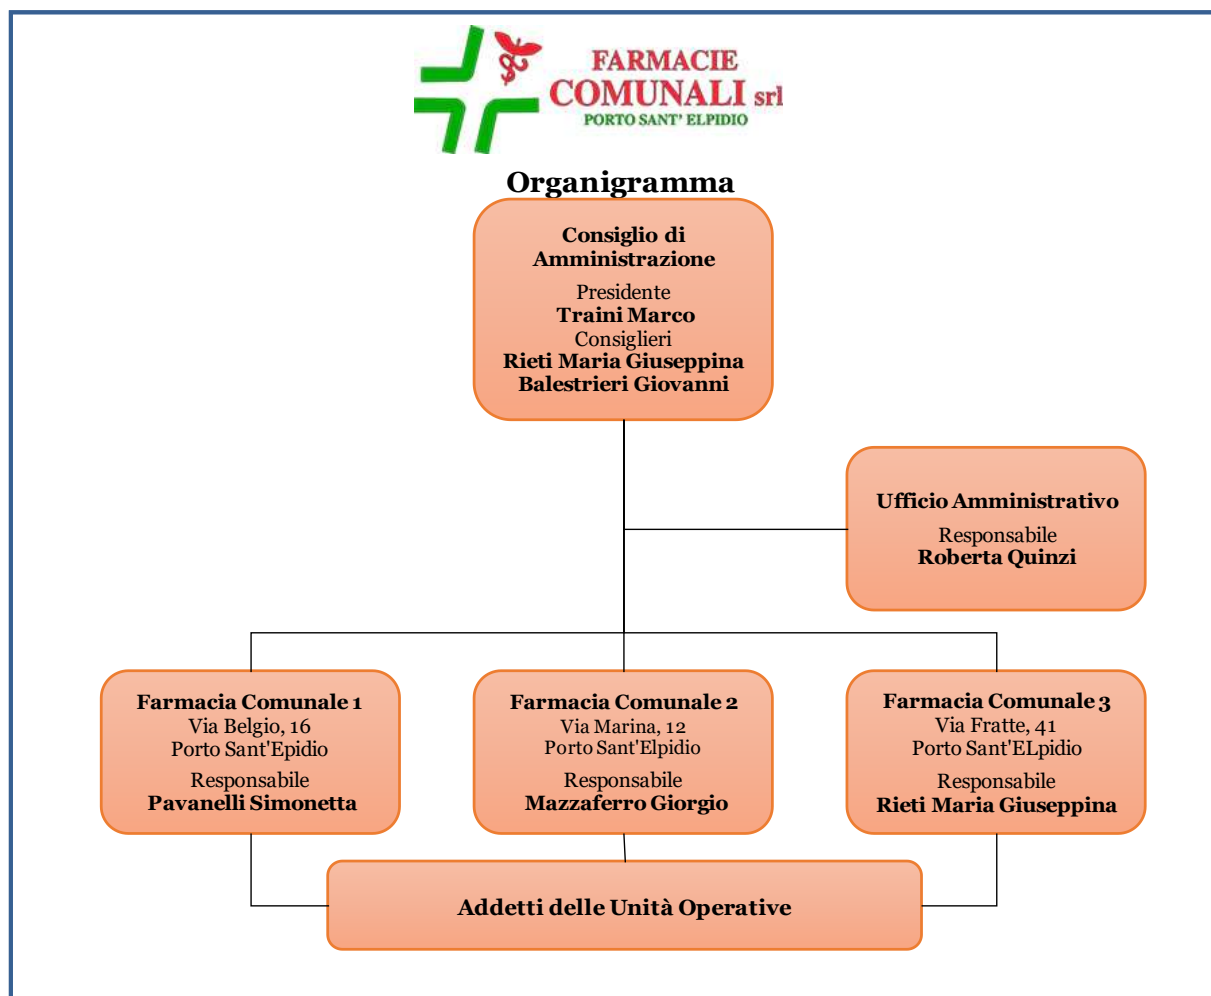 FARMACIE
COMUNALI srl
PORTO SANT' ELPIDIO
Organigramma
Consiglio di
Amministrazione
Presidente
Traini Marco
Consiglieri
Rieti Maria Giuseppina
Balestrieri Giovanni
Ufficio Amministrativo
Responsabile
Roberta Quinzi
Farmacia Comunale 1
Via Belgio, 16
Porto Sant'Epidio
Responsabile
Pavanelli Simonetta
Farmacia Comunale 2
Via Marina, 12
Porto Sant'Elpidio
Responsabile
Mazzaferro Giorgio
Farmacia Comunale 3
Via Fratte, 41
Porto Sant'ELpidio
Responsabile
Rieti Maria Giuseppina
Addetti delle Unità Operative